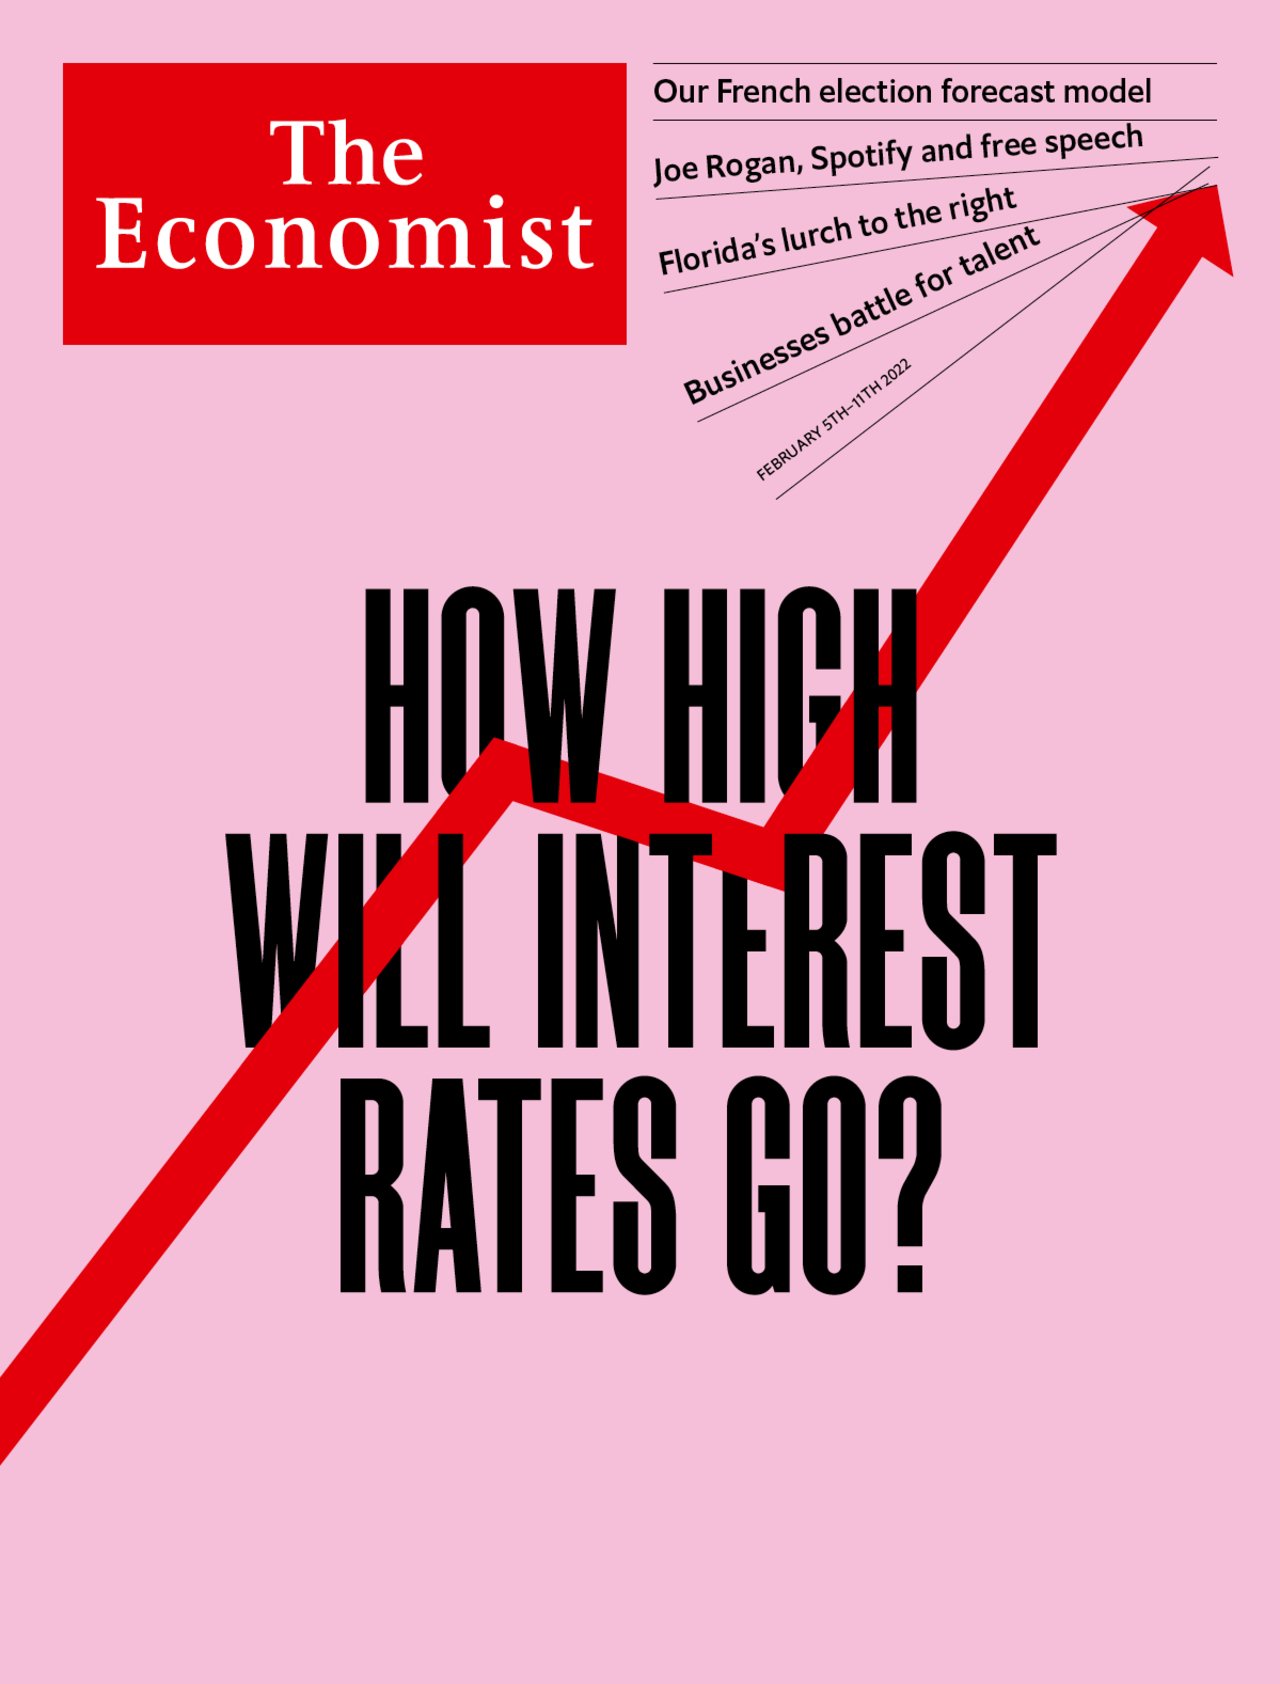 The
Economist
Our French election forecast model
Joe Rogan, Spotify and free speech
Florida’s lurch to the right
Businesses battle for talent
FEBRUARY 5TH–11TH 2022
HOW HIGH
WILL INTEREST
RATES GO?